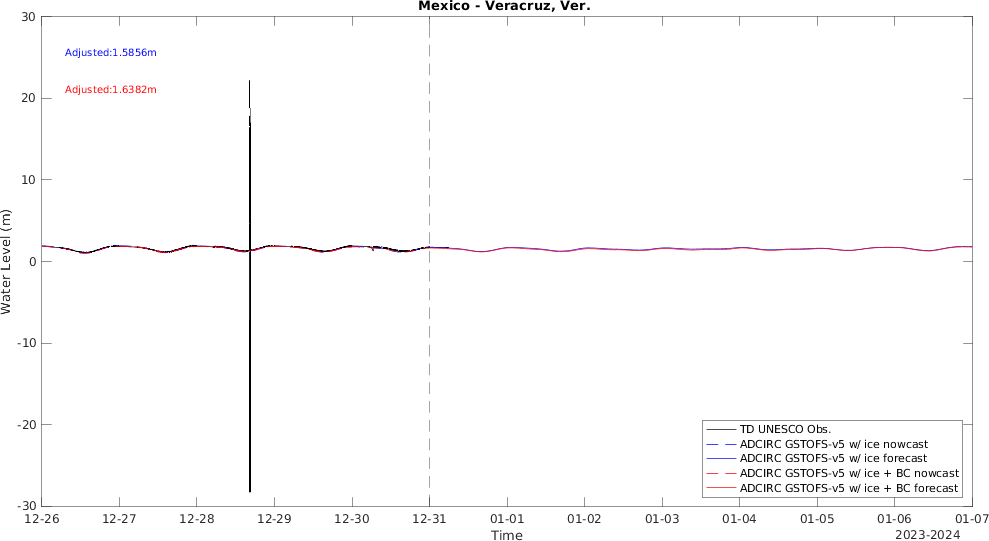 Mexico - Veracruz, Ver.
Adjusted:1.5856m
Adjusted:1.6382m
Water Level (m)
30
20
10
0
-10
-20
-30
TD UNESCO Obs.
ADCIRC GSTOFS-v5 w/ ice nowcast
ADCIRC GSTOFS-v5 w/ ice forecast
ADCIRC GSTOFS-v5 w/ ice + BC nowcast
ADCIRC GSTOFS-v5 w/ ice + BC forecast
12-26 12-27 12-28 12-29 12-30 12-31 01-01 01-02 01-03 01-04 01-05 01-06 01-07
Time
2023-2024